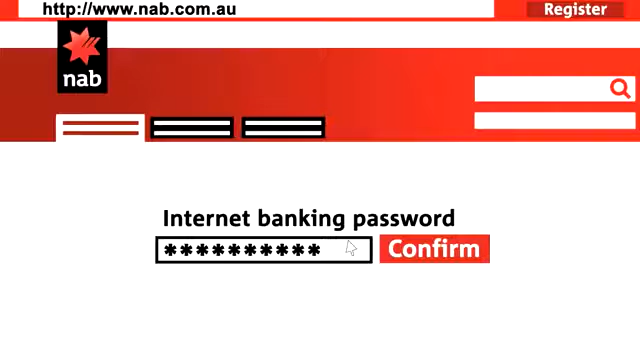 http://www.nab.com.au
Register
nab
Internet banking password
**********
Confirm